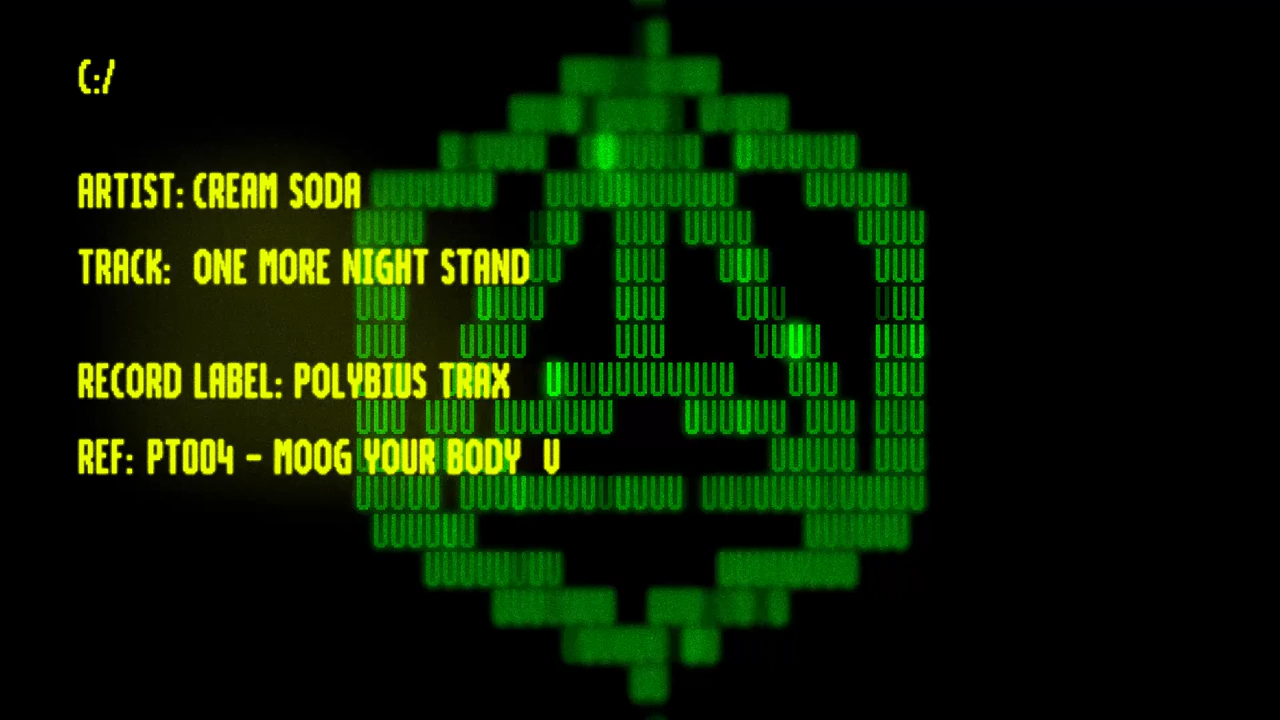 C:/
ARTIST: CREAM SODA
TRACK: ONE MORE NIGHT STAND
RECORD LABEL: POLYBIUS TRAX
REF: PT004 - MOOG YOUR BODY U